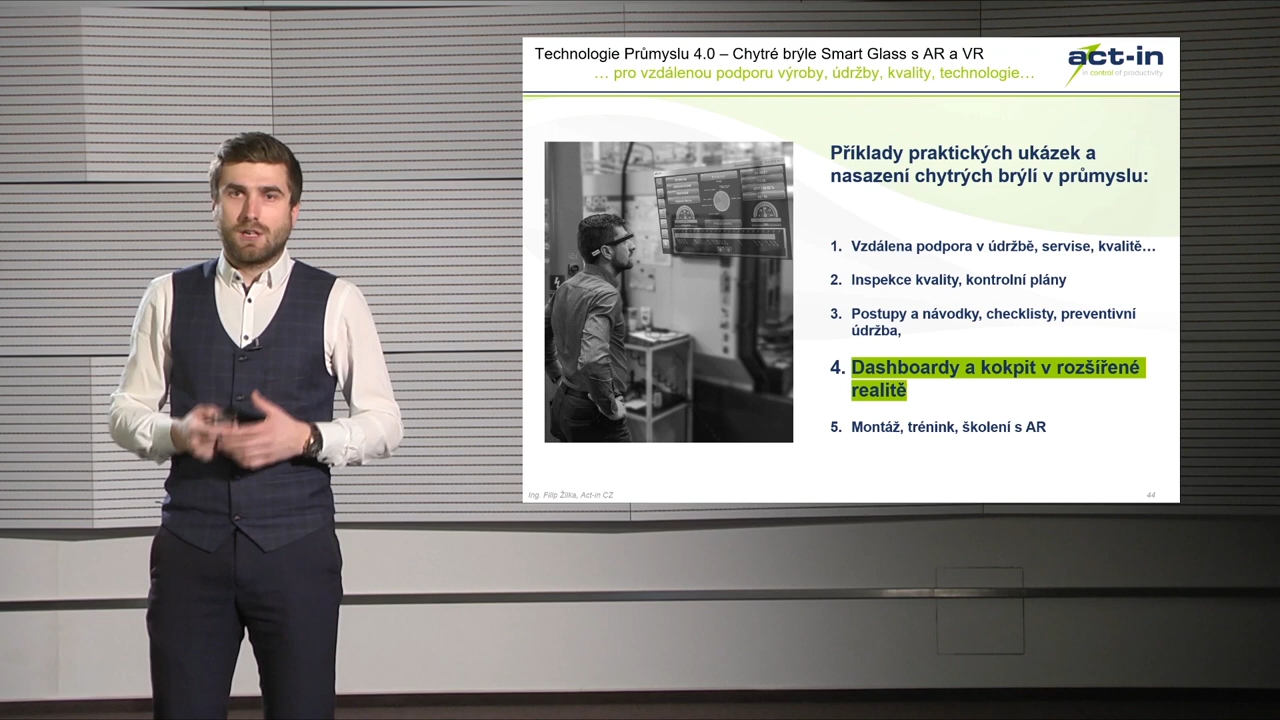 Technologie Průmyslu 4.0 – Chytré brýle Smart Glass s AR a VR
… pro vzdálenou podporu výroby, údržby, kvality, technologie…
act-in
in control of productivity
Příklady praktických ukázek a
nasazení chytrých brýlí v průmyslu:
1. Vzdálena podpora v údržbě, servise, kvalitě…
2. Inspekce kvality, kontrolní plány
3. Postupy a návodky, checklisty, preventivní
údržba,
4. Dashboardy a kokpit v rozšířené
realitě
5. Montáž, trénink, školení s AR
Ing. Filip Žilka, Act-in CZ
44